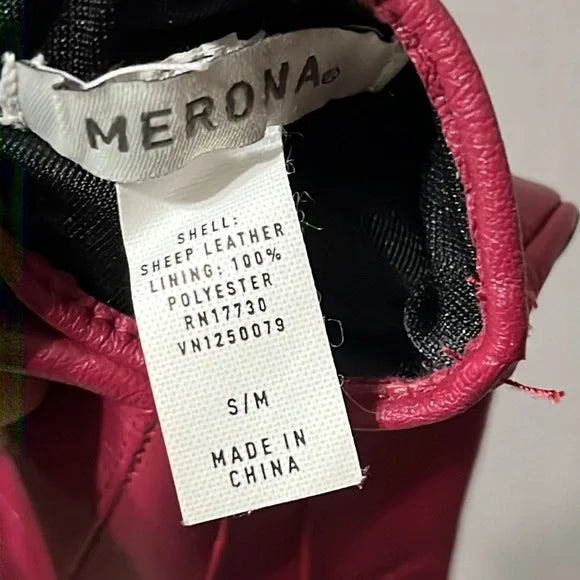 MERONA®
SHELL:
SHEEP LEATHER
LINING: 100%
POLYESTER
RN17730
VN1250079
S/M
MADE IN
CHINA